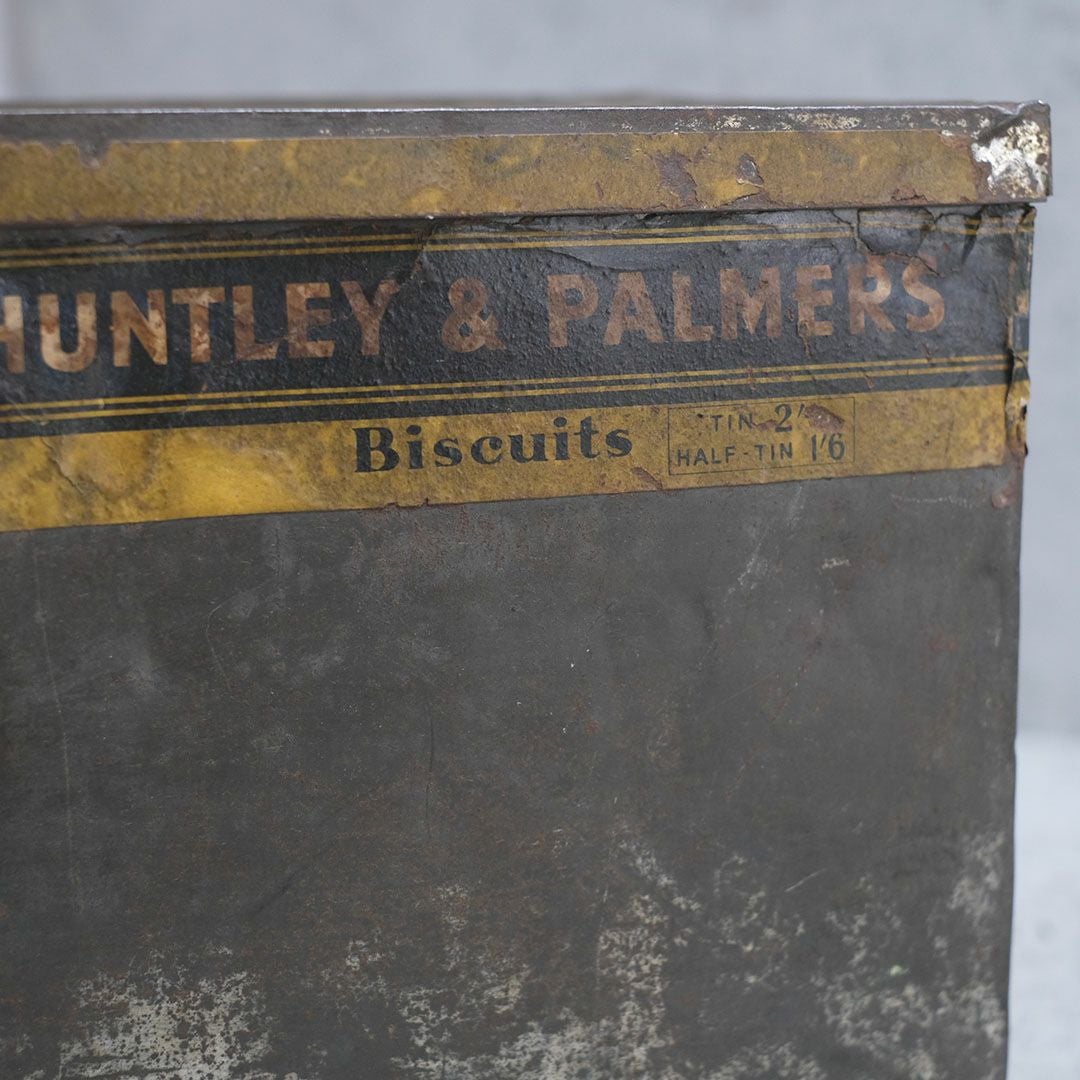 HUNTLEY & PALMERS
Biscuits
TIN 2/-
HALF-TIN 1'6